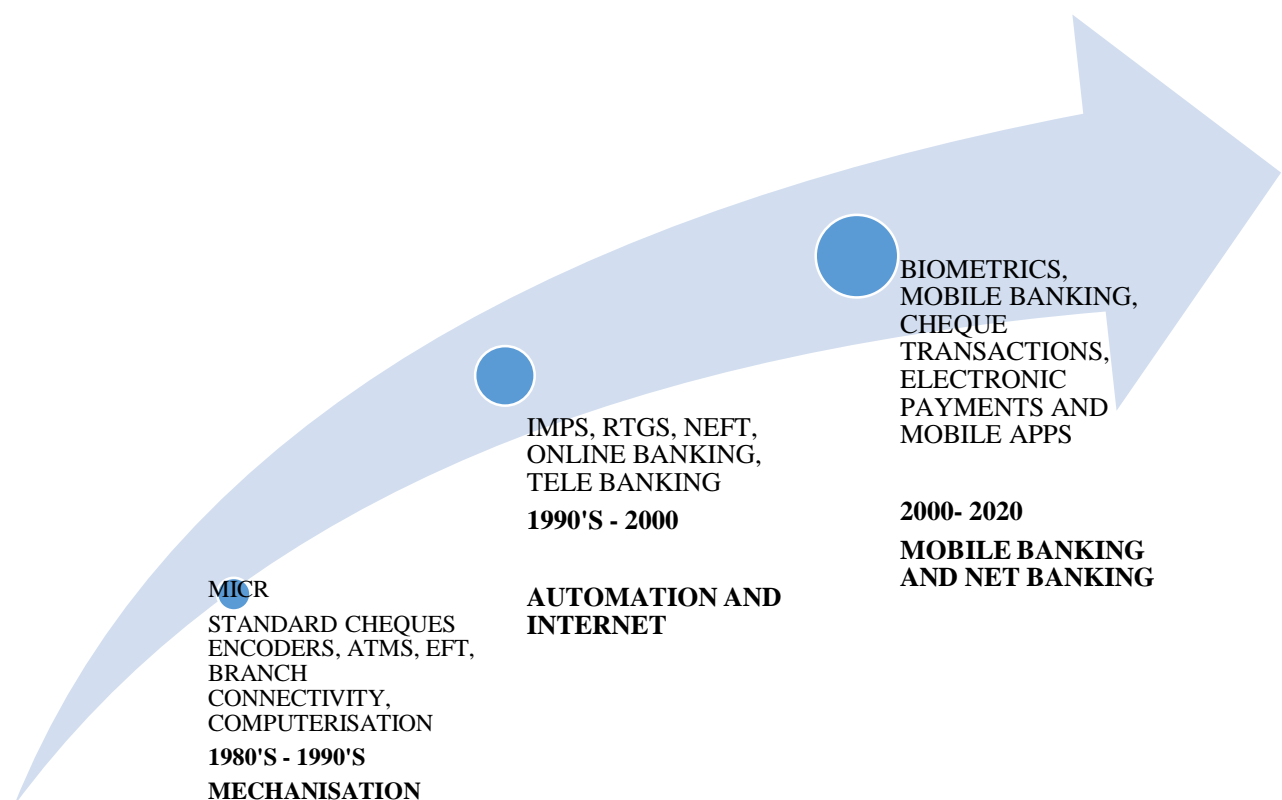 MICR
STANDARD CHEQUES
ENCODERS, ATMS, EFT,
BRANCH
CONNECTIVITY,
COMPUTERISATION
1980'S - 1990'S
MECHANISATION
IMPS, RTGS, NEFT,
ONLINE BANKING,
TELE BANKING
1990'S - 2000
AUTOMATION AND
INTERNET
BIOMETRICS,
MOBILE BANKING,
CHEQUE
TRANSACTIONS,
ELECTRONIC
PAYMENTS AND
MOBILE APPS
2000- 2020
MOBILE BANKING
AND NET BANKING